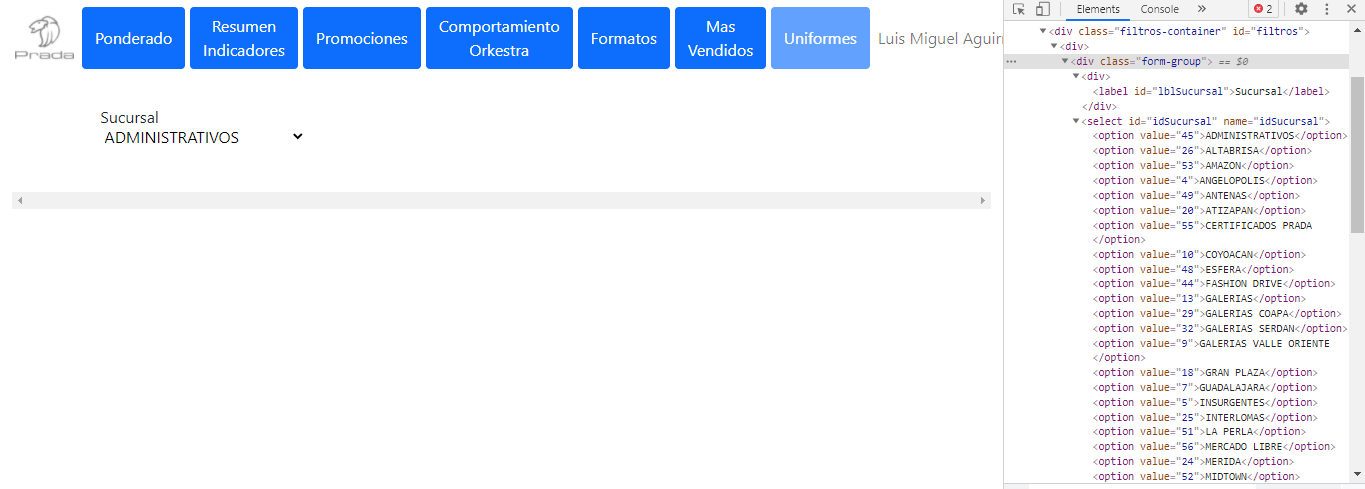 Prada
Ponderado
Resumen
Indicadores
Promociones
Comportamiento
Orkestra
Formatos
Mas
Vendidos
Uniformes
Luis Miguel Aguirr
Sucursal
ADMINISTRATIVOS
Elements
Console
»
2
<div class="filtros-container" id="filtros">
<div>
<div class="form-group"> == $0
<div>
<label id="lblSucursal">Sucursal</label>
</div>
<select id="idSucursal" name="idSucursal">
<option value="45">ADMINISTRATIVOS</option>
<option value="26">ALTABRISA</option>
<option value="53">AMAZON</option>
<option value="4">ANGELOPOLIS</option>
<option value="49">ANTENAS</option>
<option value="20">ATIZAPAN</option>
<option value="55">CERTIFICADOS PRADA
</option>
<option value="10">COYOACAN</option>
<option value="48">ESFERA</option>
<option value="44">FASHION DRIVE</option>
<option value="13">GALERIAS</option>
<option value="29">GALERIAS COAPA</option>
<option value="32">GALERIAS SERDAN</option>
<option value="9">GALERIAS VALLE ORIENTE
</option>
<option value="18">GRAN PLAZA</option>
<option value="7">GUADALAJARA</option>
<option value="5">INSURGENTES</option>
<option value="25">INTERLOMAS</option>
<option value="51">LA PERLA</option>
<option value="56">MERCADO LIBRE</option>
<option value="24">MERIDA</option>
<option value="52">MIDTOWN</option>